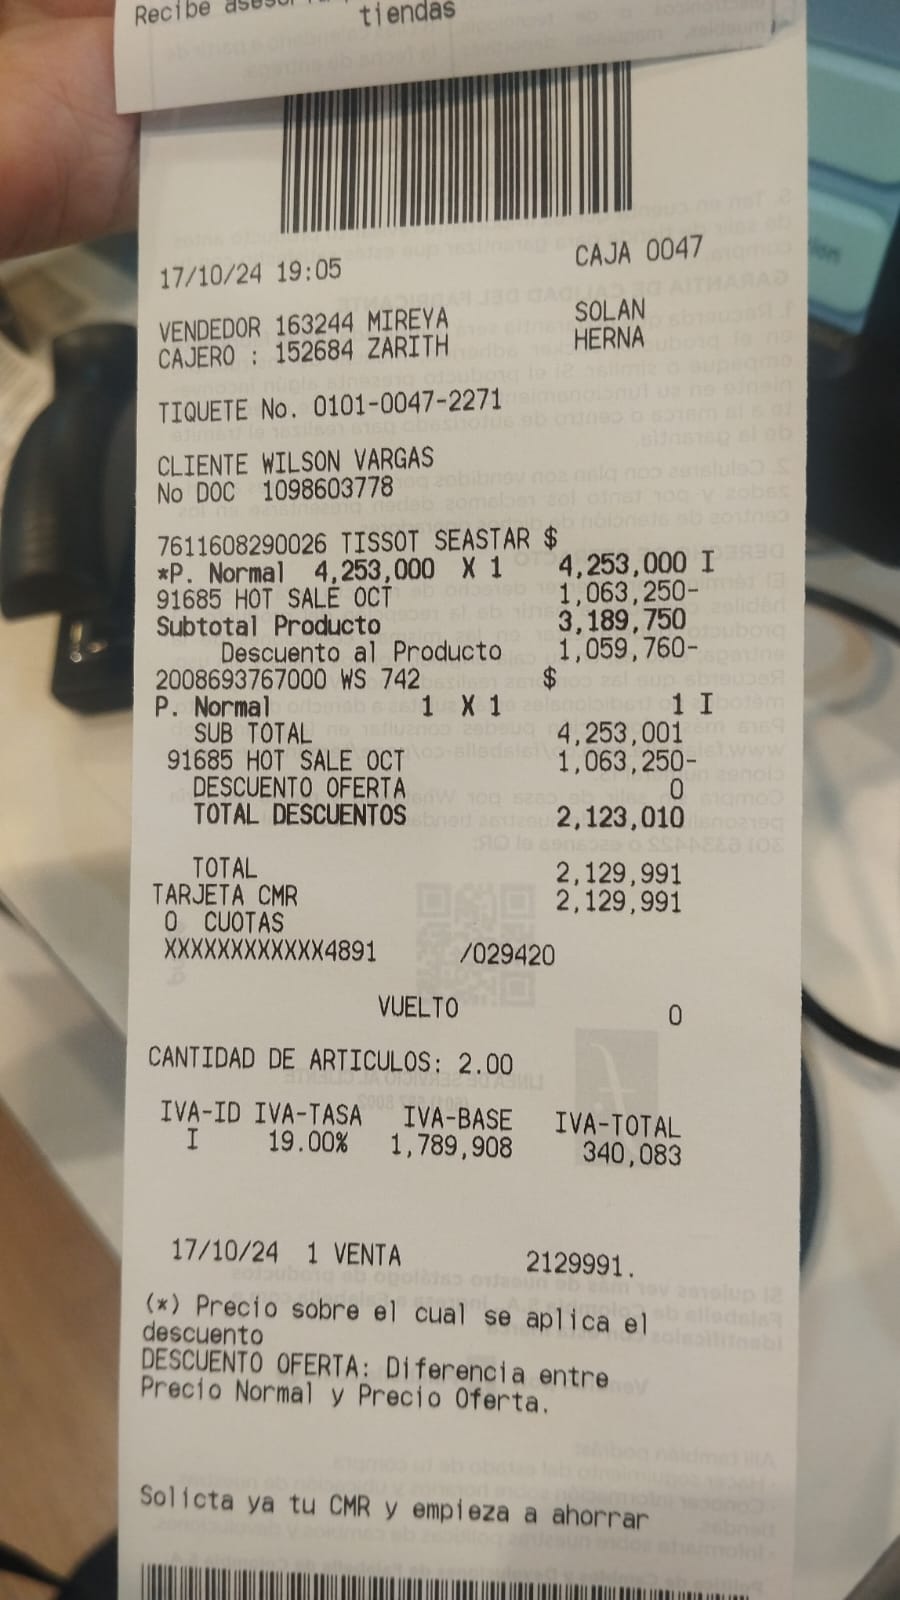 Recibe
tiendas
17/10/24 19:05 CAJA 0047
VENDEDOR 163244 MIREYA SOLAN
CAJERO : 152684 ZARITH HERNA
TIQUETE No. 0101-0047-2271
CLIENTE WILSON VARGAS
No DOC 1098603778
7611608290026 TISSOT SEASTAR $
*P. Normal 4,253,000 X 1 4,253,000 I
91685 HOT SALE OCT 1,063,250-
Subtotal Producto 3,189,750
Descuento al Producto 1,059,760-
2008693767000 WS 742 $
P. Normal 1 X 1 1 I
SUB TOTAL 4,253,001
91685 HOT SALE OCT 1,063,250-
DESCUENTO OFERTA 0
TOTAL DESCUENTOS 2,123,010
TOTAL 2,129,991
TARJETA CMR 2,129,991
0 CUOTAS
XXXXXXXXXXXX4891 /029420
VUELTO 0
CANTIDAD DE ARTICULOS: 2.00
IVA-ID IVA-TASA IVA-BASE IVA-TOTAL
I 19.00% 1,789,908 340,083
17/10/24 1 VENTA 2129991.
(*) Precio sobre el cual se aplica el
descuento
DESCUENTO OFERTA: Diferencia entre
Precio Normal y Precio Oferta.
Solicta ya tu CMR y empieza a ahorrar